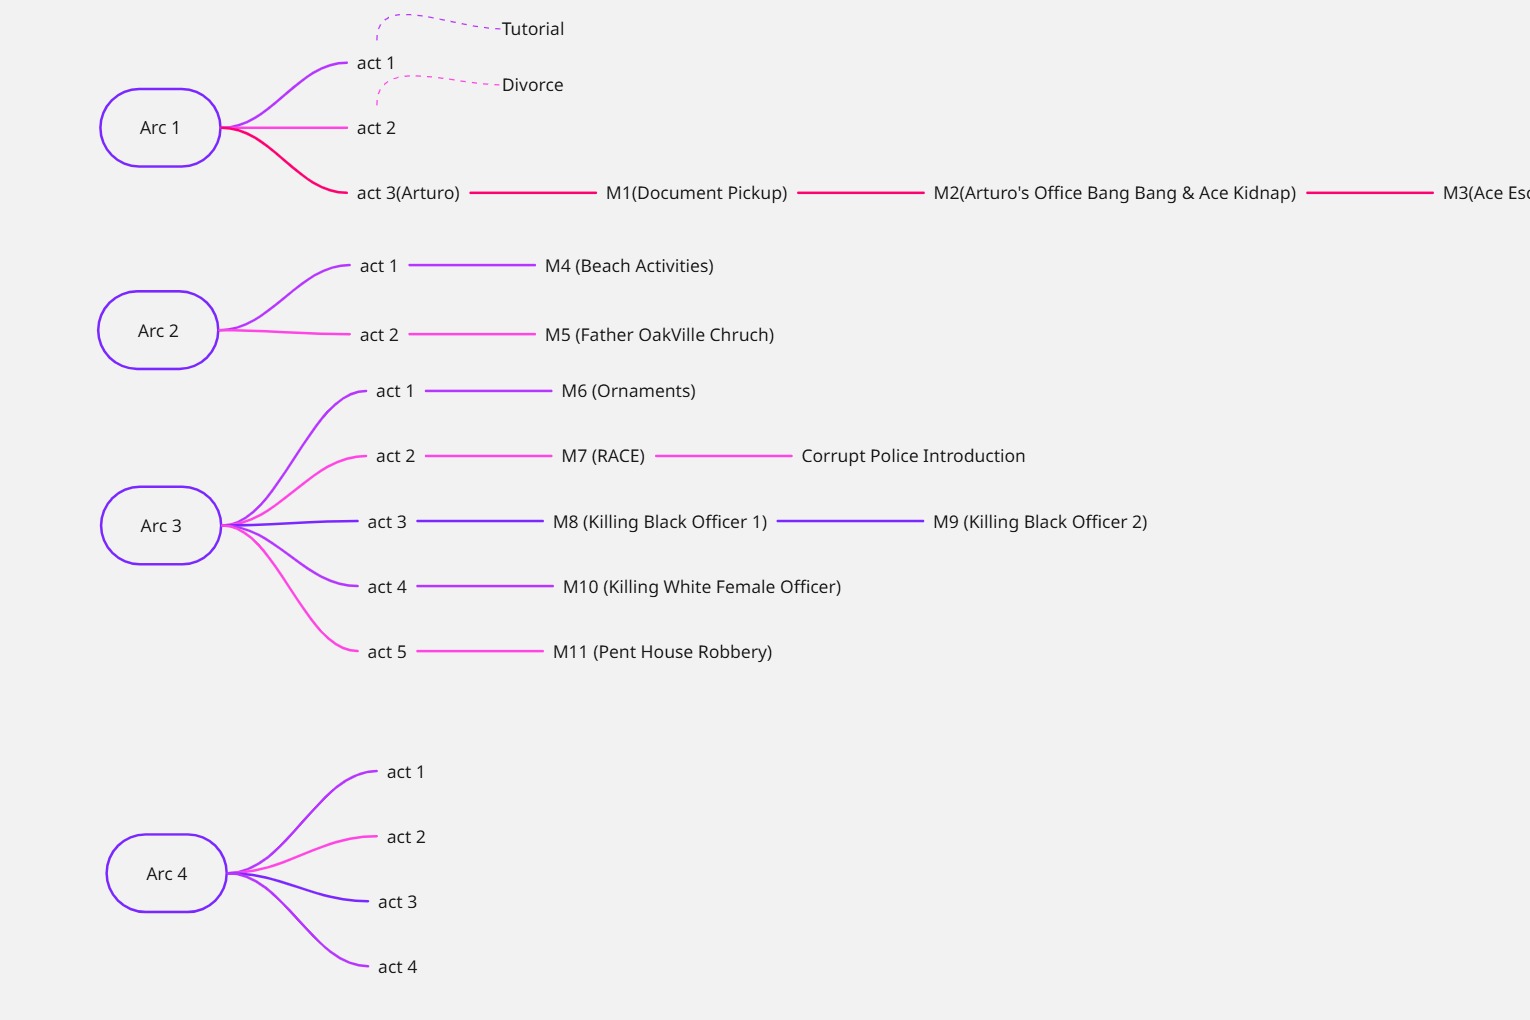 Tutorial
act 1
Divorce
Arc 1
act 2
act 3(Arturo)
M1(Document Pickup)
M2(Arturo's Office Bang Bang & Ace Kidnap)
M3(Ace
act 1
M4 (Beach Activities)
Arc 2
act 2
M5 (Father OakVille Chruch)
act 1
M6 (Ornaments)
act 2
M7 (RACE)
Corrupt Police Introduction
Arc 3
act 3
M8 (Killing Black Officer 1)
M9 (Killing Black Officer 2)
act 4
M10 (Killing White Female Officer)
act 5
M11 (Pent House Robbery)
act 1
act 2
Arc 4
act 3
act 4